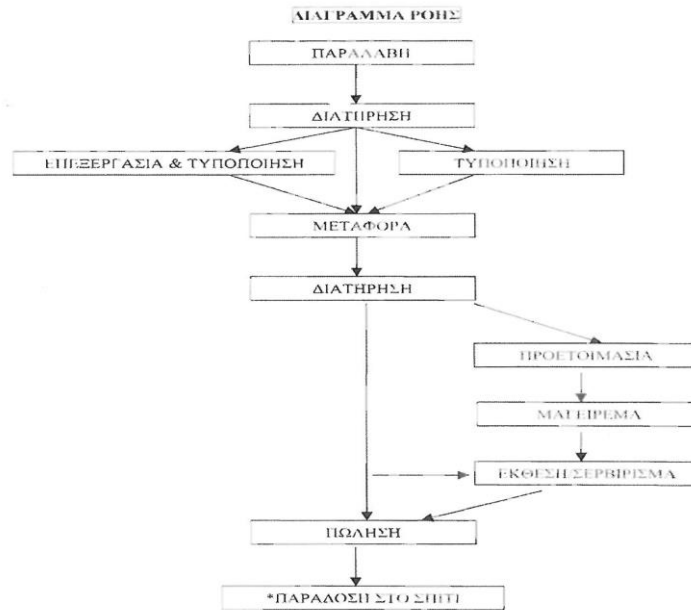 ΔΙΑΓΡΑΜΜΑ ΡΟΗΣ
ΠΑΡΑΛΑΒΗ
ΔΙΑΤΗΡΗΣΗ
ΕΠΕΞΕΡΓΑΣΙΑ & ΤΥΠΟΠΟΙΗΣΗ
ΤΥΠΟΠΟΙΗΣΗ
ΜΕΤΑΦΟΡΑ
ΔΙΑΤΗΡΗΣΗ
ΠΡΟΕΤΟΙΜΑΣΙΑ
ΜΑΓΕΙΡΕΜΑ
ΕΚΘΕΣΗ/ΣΕΡΒΙΡΙΣΜΑ
ΠΩΛΗΣΗ
*ΠΑΡΑΔΟΣΗ ΣΤΟ ΣΠΙΤΙ